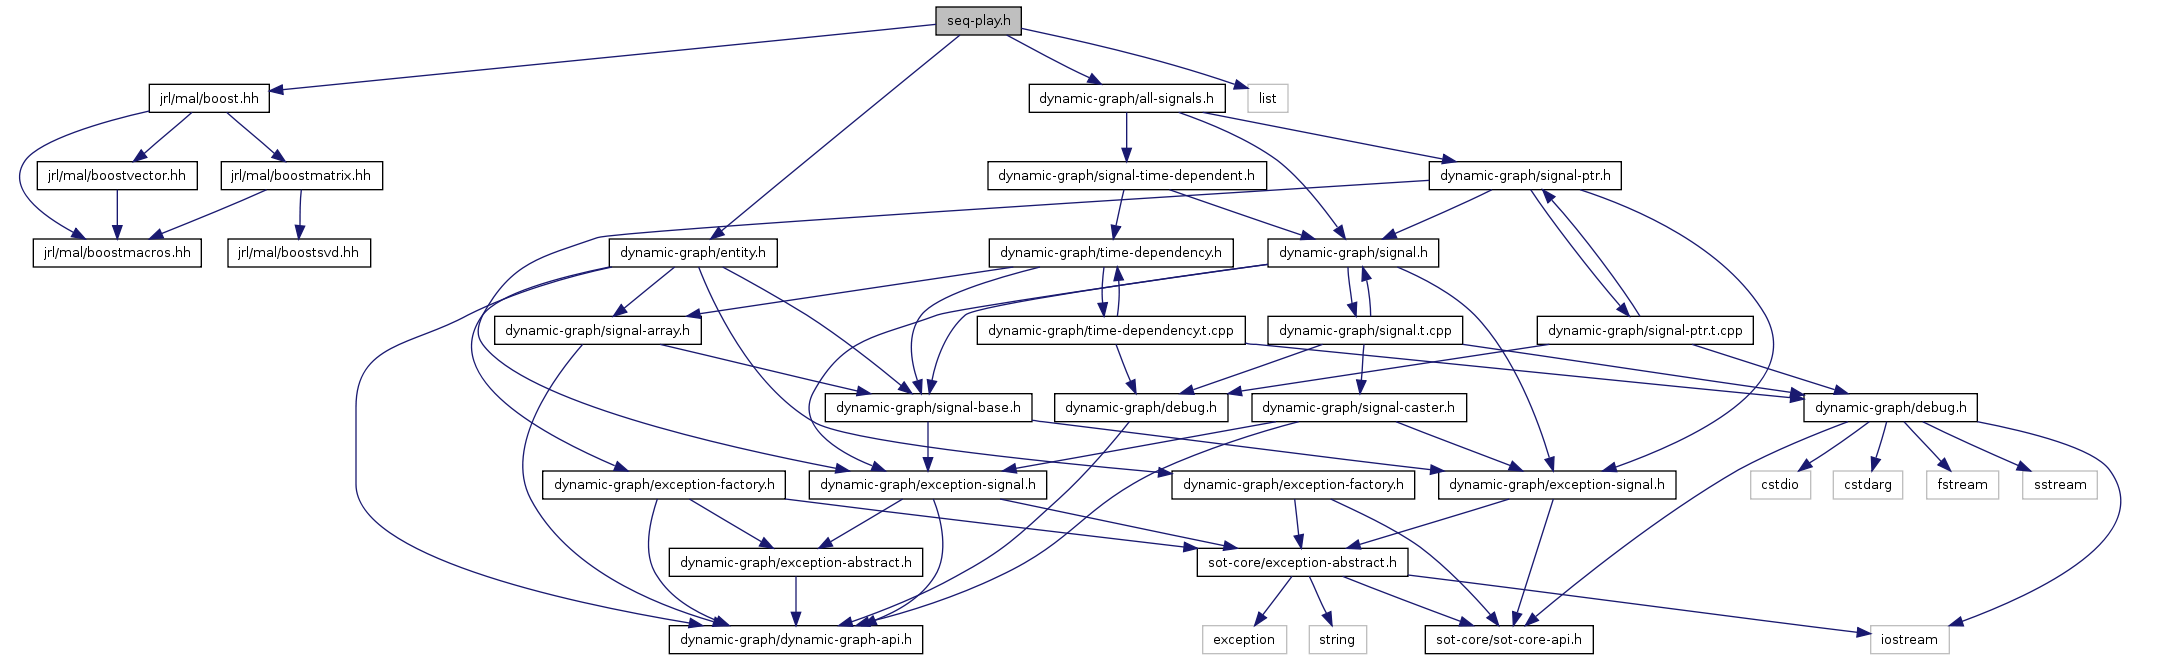 seq-play.h
jrl/mal/boost.hh
dynamic-graph/all-signals.h
list
jrl/mal/boostvector.hh
jrl/mal/boostmatrix.hh
dynamic-graph/signal-time-dependent.h
dynamic-graph/signal-ptr.h
jrl/mal/boostmacros.hh
jrl/mal/boostsvd.hh
dynamic-graph/entity.h
dynamic-graph/time-dependency.h
dynamic-graph/signal.h
dynamic-graph/signal-array.h
dynamic-graph/time-dependency.t.cpp
dynamic-graph/signal.t.cpp
dynamic-graph/signal-ptr.t.cpp
dynamic-graph/signal-base.h
dynamic-graph/debug.h
dynamic-graph/signal-caster.h
dynamic-graph/debug.h
dynamic-graph/exception-factory.h
dynamic-graph/exception-signal.h
dynamic-graph/exception-factory.h
dynamic-graph/exception-signal.h
cstdio
cstdarg
fstream
sstream
dynamic-graph/exception-abstract.h
sot-core/exception-abstract.h
dynamic-graph/dynamic-graph-api.h
exception
string
sot-core/sot-core-api.h
iostream